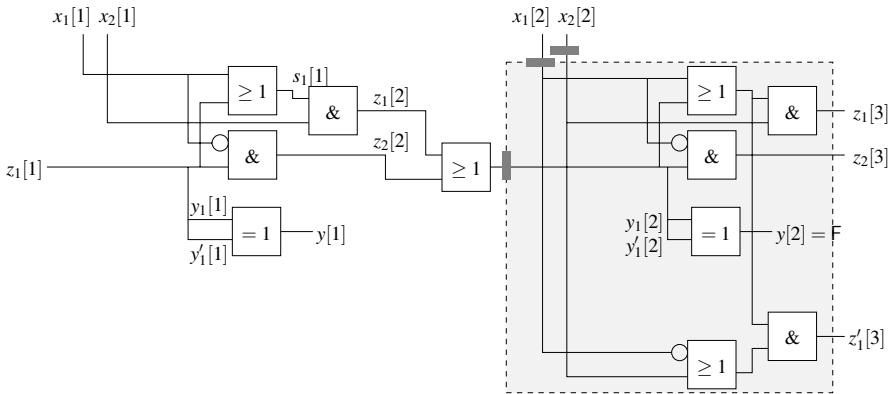 x₁[1] x₂[1] x₁[2] x₂[2]
≥ 1 s₁[1] ≥ 1
& z₁[2] & z₁[3]
z₁[1] & z₂[2] ≥ 1 & z₂[3]
y₁[1] = 1 y[1] y₁[2] = 1 y[2] = F
y′₁[1] y′₁[2]
& z′₁[3]
≥ 1